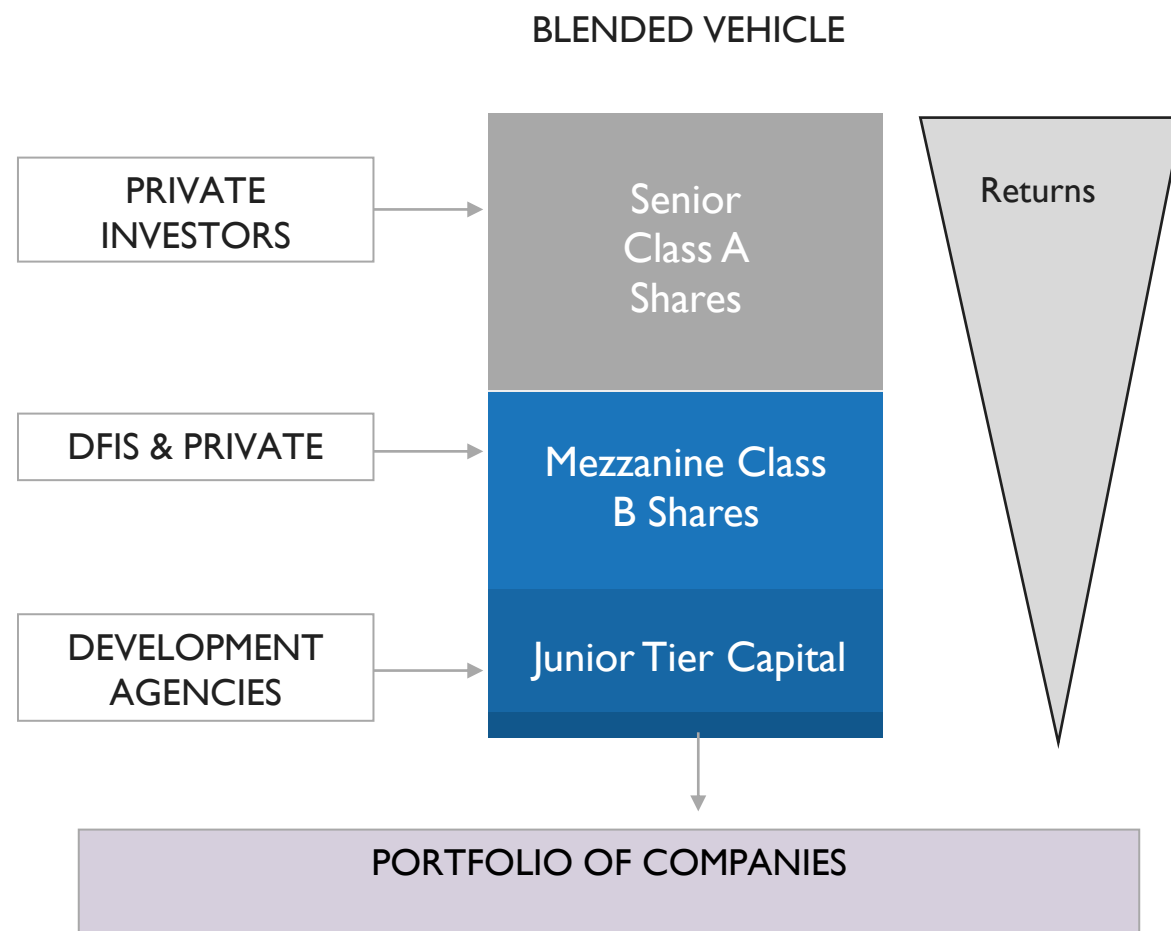 BLENDED VEHICLE
PRIVATE
INVESTORS
Senior
Class A
Shares
Returns
DFIS & PRIVATE
Mezzanine Class
B Shares
DEVELOPMENT
AGENCIES
Junior Tier Capital
PORTFOLIO OF COMPANIES